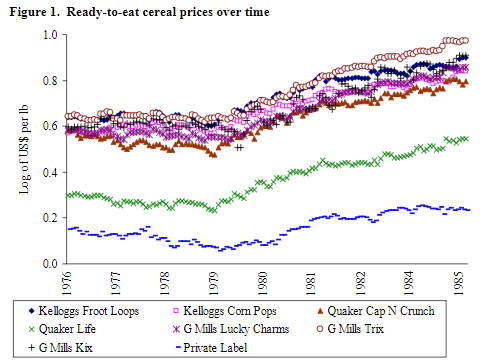 Figure 1.  Ready-to-eat cereal prices over time
Log of US$ per lb
1.0
0.8
0.6
0.4
0.2
0.0
1976 1977 1978 1979 1980 1981 1982 1984 1985
Kelloggs Froot Loops Kelloggs Corn Pops Quaker Cap N Crunch
Quaker Life G Mills Lucky Charms G Mills Trix
G Mills Kix Private Label